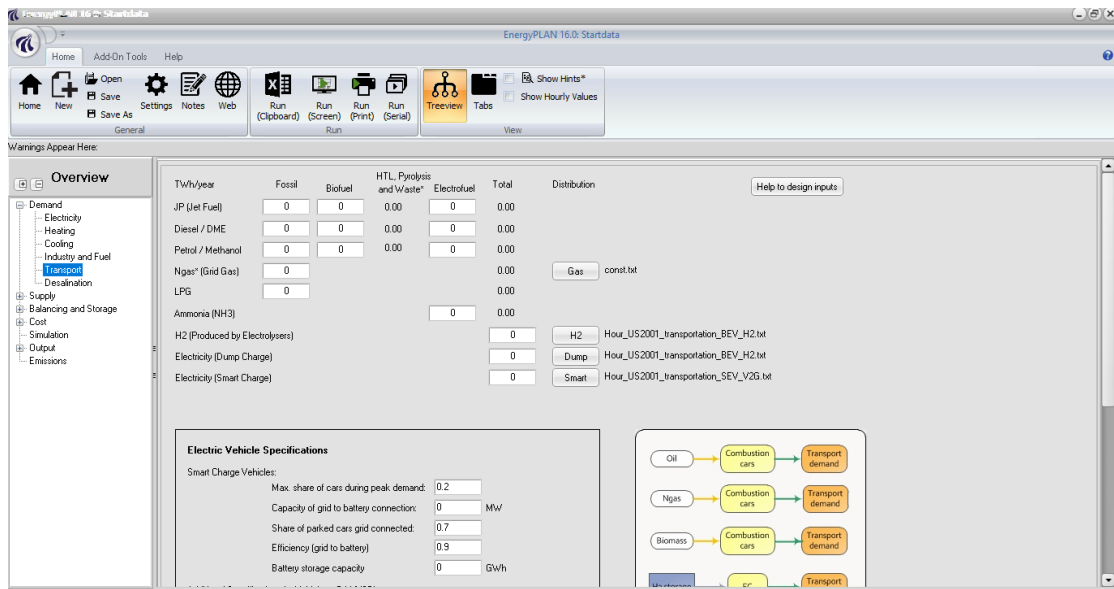 EnergyPLAN 16.0: Startdata
EnergyPLAN 16.0: Startdata
Home Add-On Tools Help
Home New Open Save Save As Settings Notes Web
General
Run (Clipboard) Run (Screen) Run (Print) Run (Serial)
Run
Treeview Tabs Show Hints* Show Hourly Values
View
Warnings Appear Here:
Overview
Demand
Electricity
Heating
Cooling
Industry and Fuel
Transport
Desalination
Supply
Balancing and Storage
Cost
Simulation
Output
Emissions
TWh/year Fossil Biofuel HTL, Pyrolysis and Waste* Electrofuel Total Distribution Help to design inputs
JP (Jet Fuel) 0 0 0.00 0 0.00
Diesel / DME 0 0 0.00 0 0.00
Petrol / Methanol 0 0 0.00 0 0.00
Ngas* (Grid Gas) 0 0.00 Gas const.txt
LPG 0 0.00
Ammonia (NH3) 0 0.00
H2 (Produced by Electrolysers) 0 H2 Hour_US2001_transportation_BEV_H2.txt
Electricity (Dump Charge) 0 Dump Hour_US2001_transportation_BEV_H2.txt
Electricity (Smart Charge) 0 Smart Hour_US2001_transportation_SEV_V2G.txt
Electric Vehicle Specifications
Smart Charge Vehicles:
Max. share of cars during peak demand: 0.2
Capacity of grid to battery connection: 0 MW
Share of parked cars grid connected: 0.7
Efficiency (grid to battery) 0.9
Battery storage capacity 0 GWh
Oil Combustion cars Transport demand
Ngas Combustion cars Transport demand
Biomass Combustion cars Transport demand
Transport